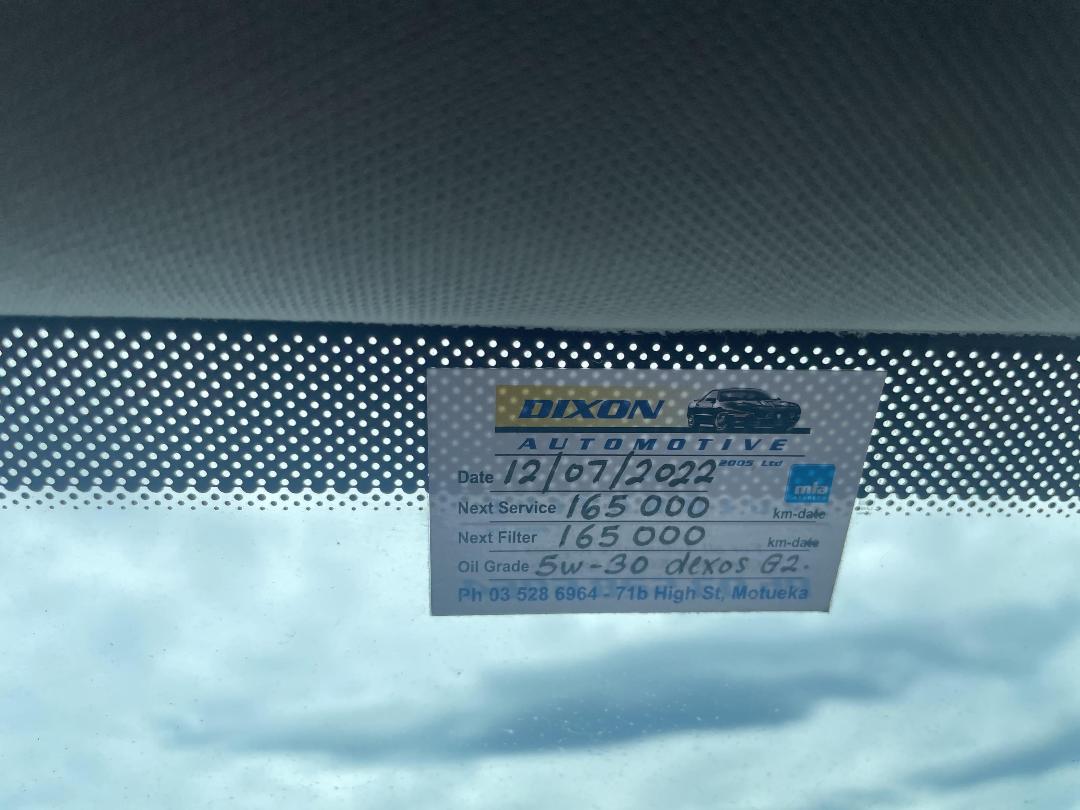 DIXON
AUTOMOTIVE
2005 Ltd
Date 12/07/2022
mia
Next Service 165 000 km-date
Next Filter 165 000 km-date
Oil Grade 5w-30 dexos G2.
Ph 03 528 6964 - 71b High St, Motueka